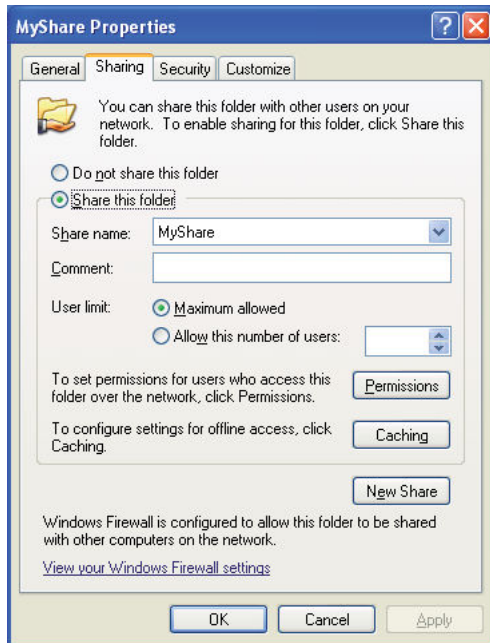 MyShare Properties
General Sharing Security Customize
You can share this folder with other users on your
network. To enable sharing for this folder, click Share this
folder.
Do not share this folder
Share this folder
Share name: MyShare
Comment:
User limit: Maximum allowed
Allow this number of users:
To set permissions for users who access this
folder over the network, click Permissions.
Permissions
To configure settings for offline access, click
Caching.
Caching
New Share
Windows Firewall is configured to allow this folder to be shared
with other computers on the network.
View your Windows Firewall settings
OK Cancel Apply